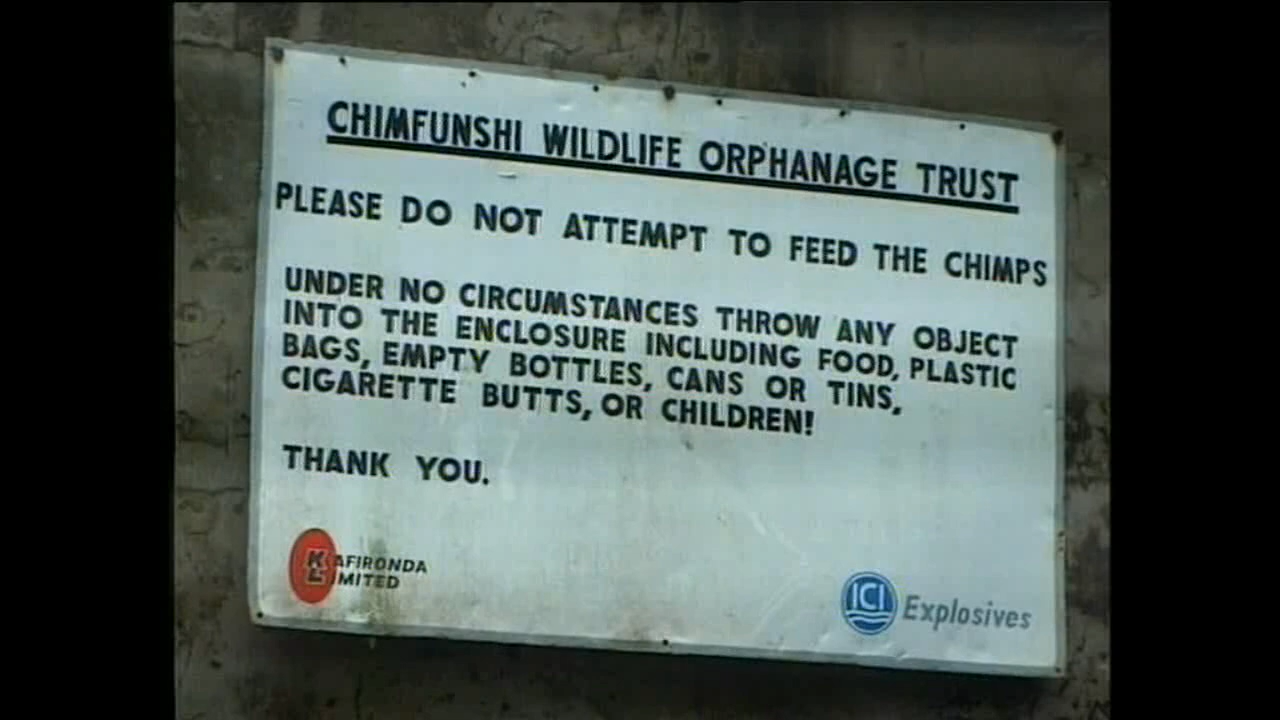 CHIMFUNSHI WILDLIFE ORPHANAGE TRUST
PLEASE DO NOT ATTEMPT TO FEED THE CHIMPS
UNDER NO CIRCUMSTANCES THROW ANY OBJECT
INTO THE ENCLOSURE INCLUDING FOOD, PLASTIC
BAGS, EMPTY BOTTLES, CANS OR TINS,
CIGARETTE BUTTS, OR CHILDREN!
THANK YOU.
KAFIRONDA
LIMITED
ICI Explosives